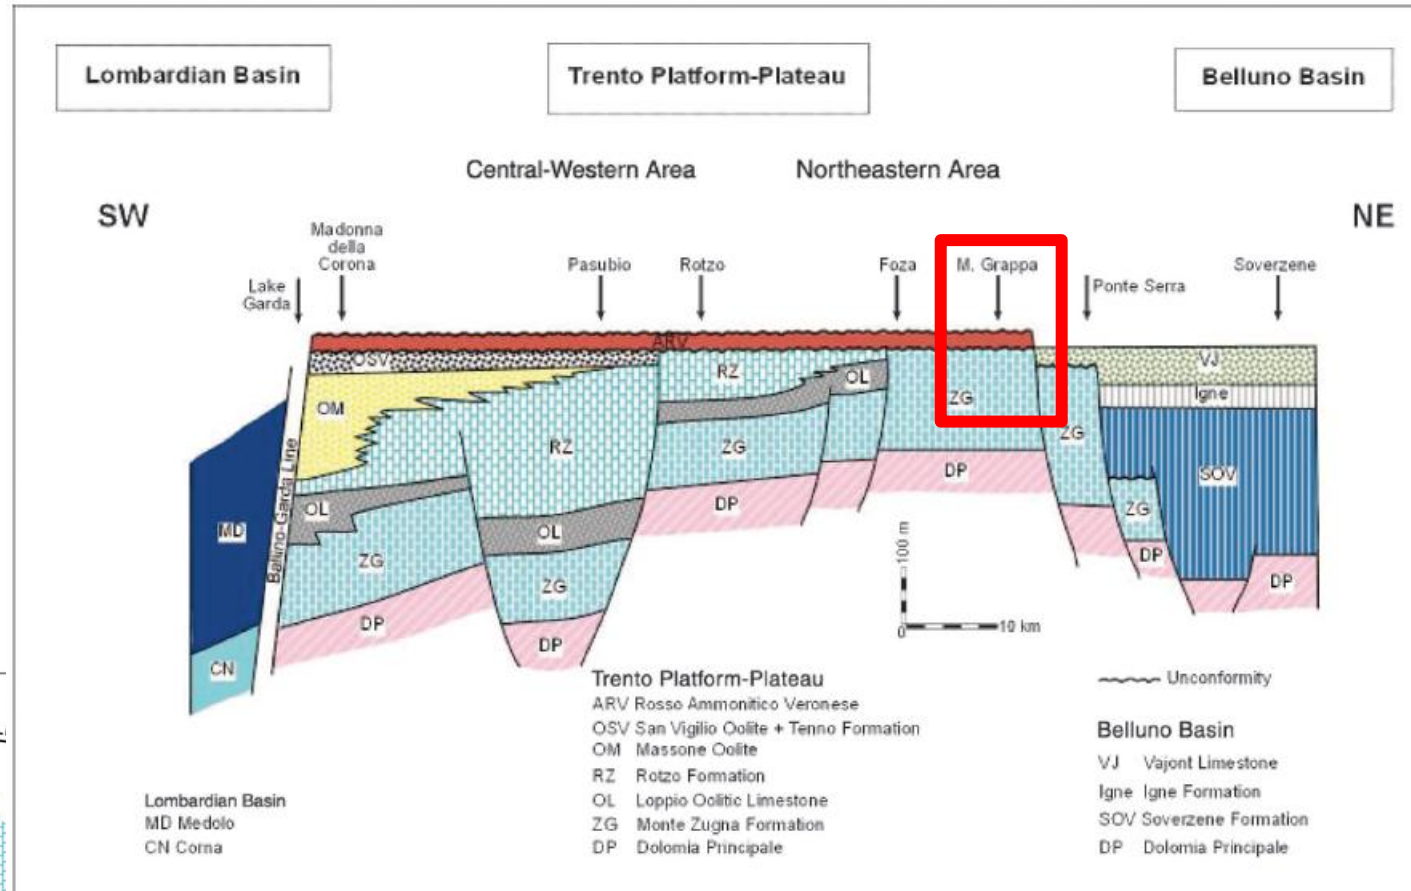 Lombardian Basin
Trento Platform-Plateau
Belluno Basin
Central-Western Area
Northeastern Area
SW
NE
Madonna
della
Corona
Lake
Garda
Pasubio
Rotzo
Foza
M. Grappa
Ponte Serra
Soverzene
ARV
OSV
RZ
OL
VJ
Igne
OM
ZG
RZ
ZG
ZG
SOV
OL
MD
Ballino-Garda Line
DP
DP
ZG
OL
ZG
ZG
DP
DP
DP
DP
CN
DP
100 m
0
10 km
Trento Platform-Plateau
ARV Rosso Ammonitico Veronese
OSV San Vigilio Oolite + Tenno Formation
OM Massone Oolite
RZ Rotzo Formation
OL Loppio Oolitic Limestone
ZG Monte Zugna Formation
DP Dolomia Principale
Unconformity
Belluno Basin
VJ Vajont Limestone
Igne Igne Formation
SOV Soverzene Formation
DP Dolomia Principale
Lombardian Basin
MD Medolo
CN Corna